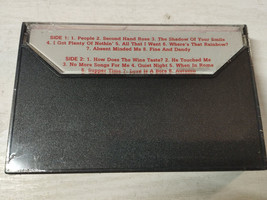 SIDE 1: 1. People 2. Second Hand Rose 3. The Shadow Of Your Smile
4. I Got Plenty Of Nothin' 5. All That I Want 6. Where's That Rainbow?
7. Absent Minded Me 8. Fine And Dandy
SIDE 2: 1. How Does The Wine Taste? 2. He Touched Me
3. No More Songs For Me 4. Quiet Night 5. When In Rome
6. Supper Time 7. Love Is A Bore 8. Autumn